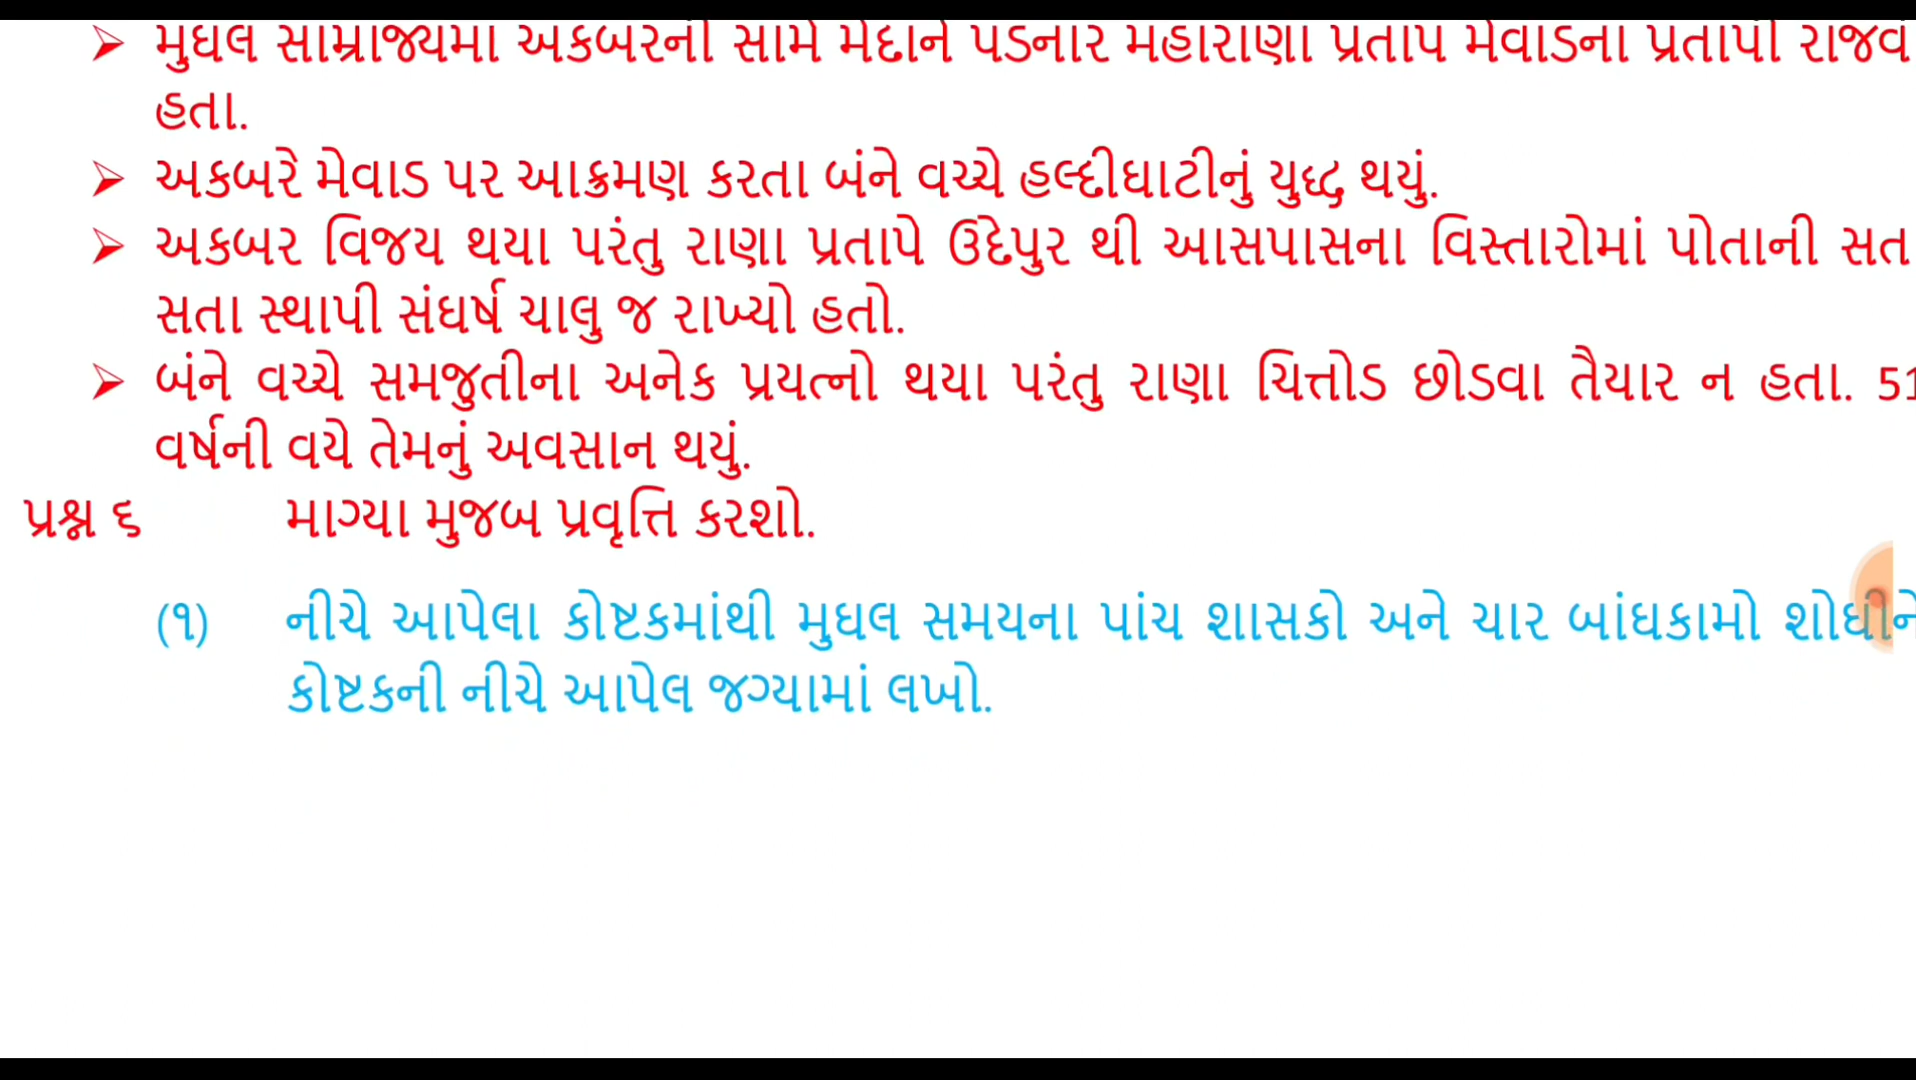 ➢ મુઘલ સામ્રાજ્યમાં અકબરની સામે મેદાને પડનાર મહારાણા પ્રતાપ મેવાડના પ્રતાપી
હતા.
➢ અકબરે મેવાડ પર આક્રમણ કરતા બંને વચ્ચે હલ્દીઘાટીનું યુદ્ધ થયું.
➢ અકબર વિજય થયા પરંતુ રાણા પ્રતાપે ઉદેપુર થી આસપાસના વિસ્તારોમાં પોતાની સત
સતા સ્થાપી સંઘર્ષ ચાલુ જ રાખ્યો હતો.
➢ બંને વચ્ચે સમજુતીના અનેક પ્રયત્નો થયા પરંતુ રાણા ચિત્તોડ છોડવા તૈયાર ન હતા. 51
વર્ષની વયે તેમનું અવસાન થયું.
પ્રશ્ન ૬ માગ્યા મુજબ પ્રવૃત્તિ કરશો.
(૧) નીચે આપેલા કોષ્ટકમાંથી મુઘલ સમયના પાંચ શાસકો અને ચાર બાંધકામો શોધીને
કોષ્ટકની નીચે આપેલ જગ્યામાં લખો.